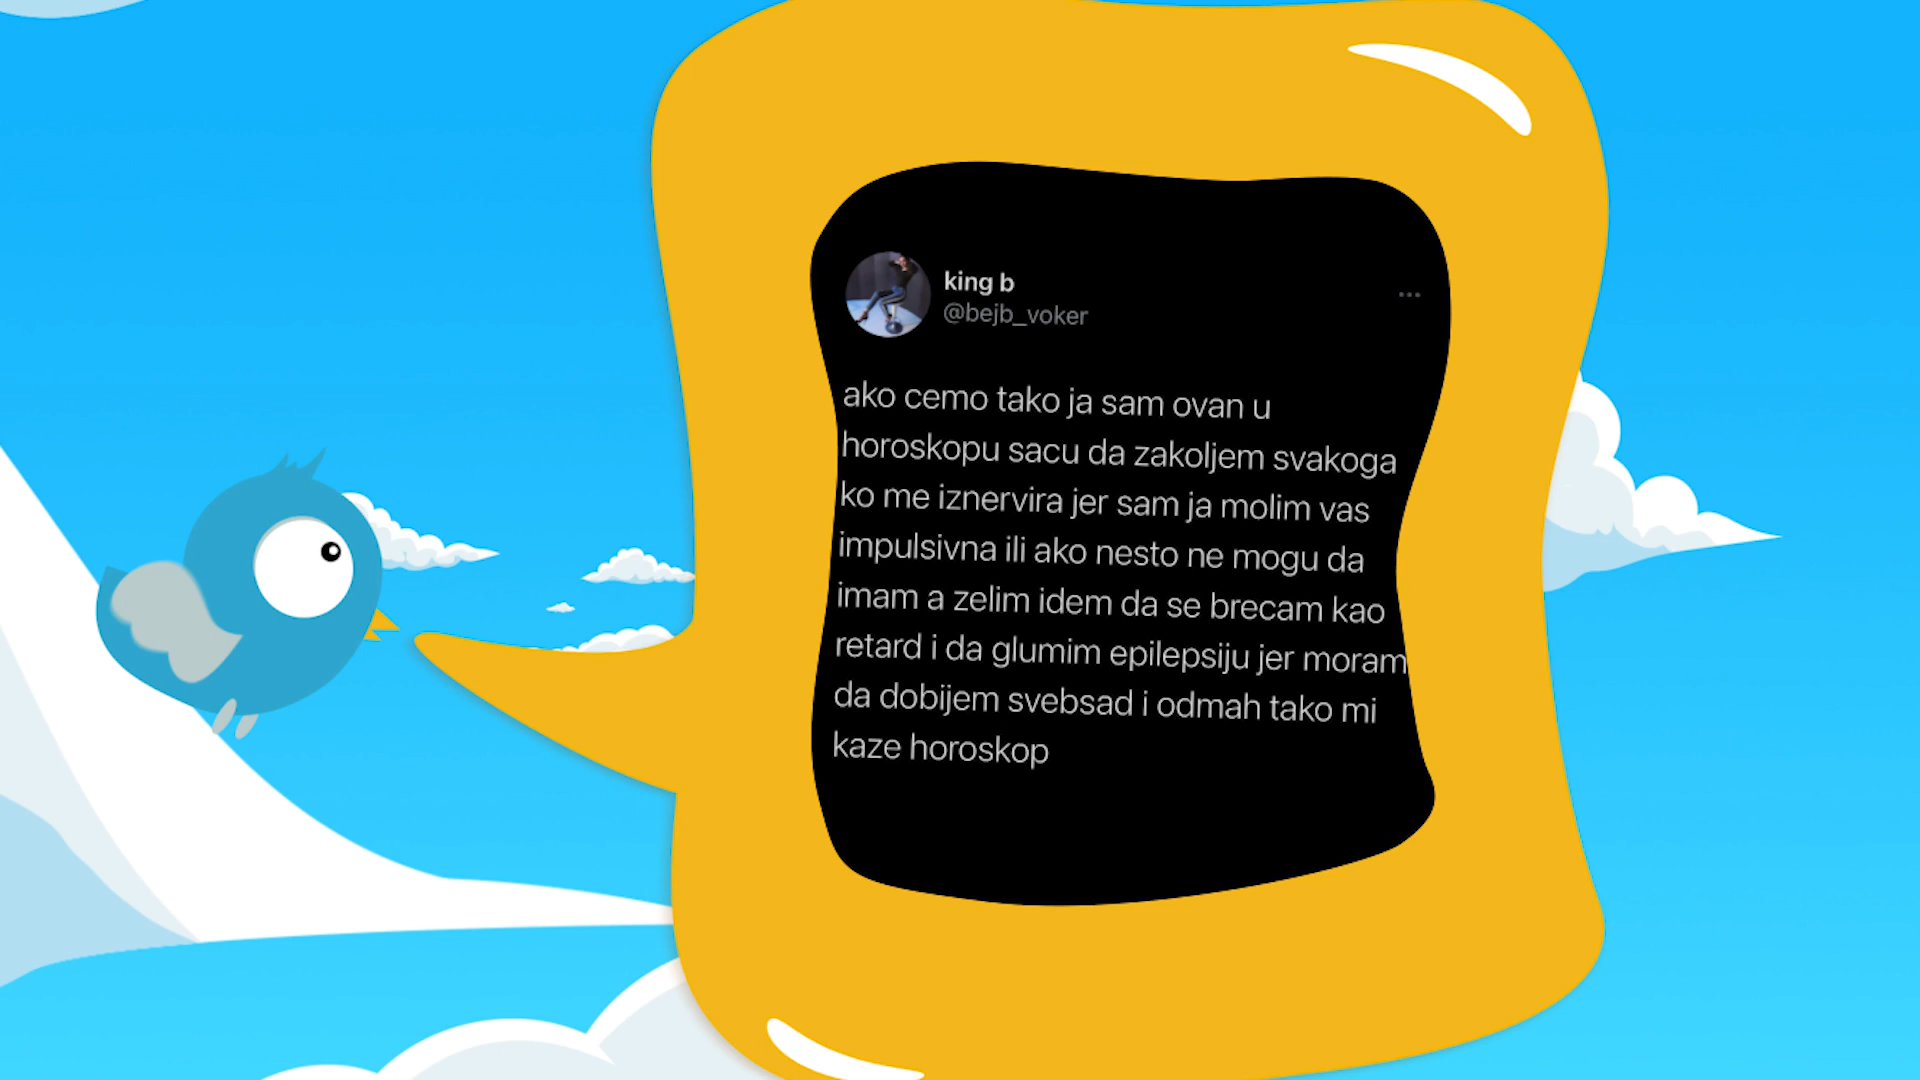 king b
@bejb_voker
ako cemo tako ja sam ovan u
horoskopu sacu da zakoljem svakoga
ko me iznervira jer sam ja molim vas
impulsivna ili ako nesto ne mogu da
imam a zelim idem da se brecam kao
retard i da glumim epilepsiju jer moram
da dobijem svebsad i odmah tako mi
kaze horoskop